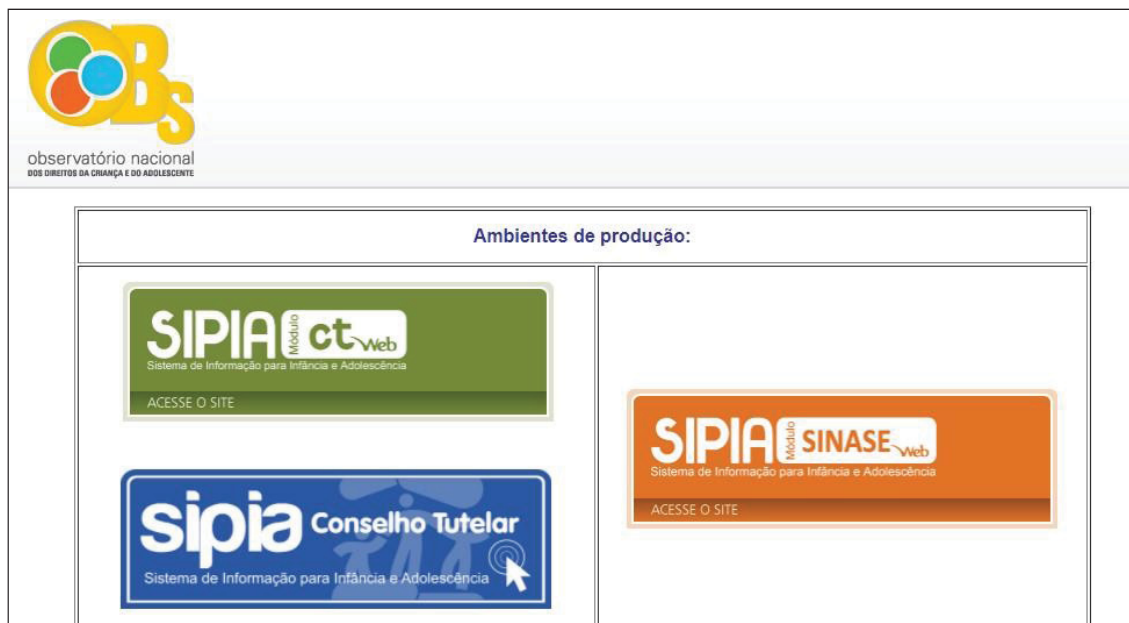 OBs
observatório nacional
DOS DIREITOS DA CRIANÇA E DO ADOLESCENTE
Ambientes de produção:
SIPIA Módulo ct web
Sistema de Informação para Infância e Adolescência
ACESSE O SITE
sipia Conselho Tutelar
Sistema de Informação para Infância e Adolescência
SIPIA Módulo SINASE web
Sistema de Informação para Infância e Adolescência
ACESSE O SITE